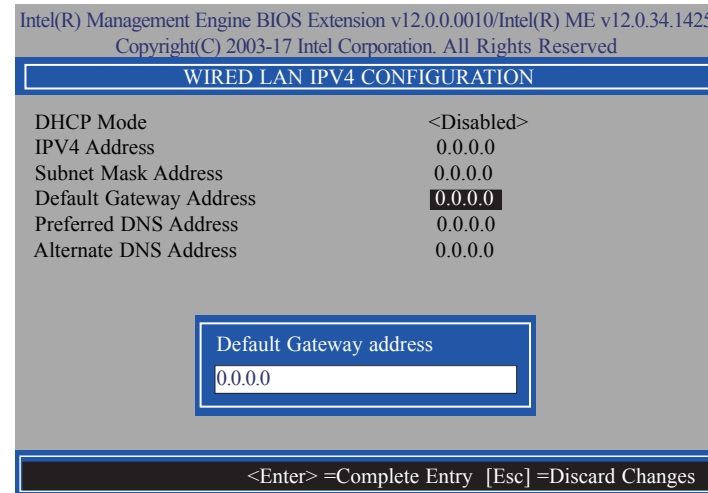 Intel(R) Management Engine BIOS Extension v12.0.0.0010/Intel(R) ME v12.0.34.1425
Copyright(C) 2003-17 Intel Corporation. All Rights Reserved
WIRED LAN IPV4 CONFIGURATION
DHCP Mode <Disabled>
IPV4 Address 0.0.0.0
Subnet Mask Address 0.0.0.0
Default Gateway Address 0.0.0.0
Preferred DNS Address 0.0.0.0
Alternate DNS Address 0.0.0.0
Default Gateway address
0.0.0.0
<Enter> =Complete Entry [Esc] =Discard Changes